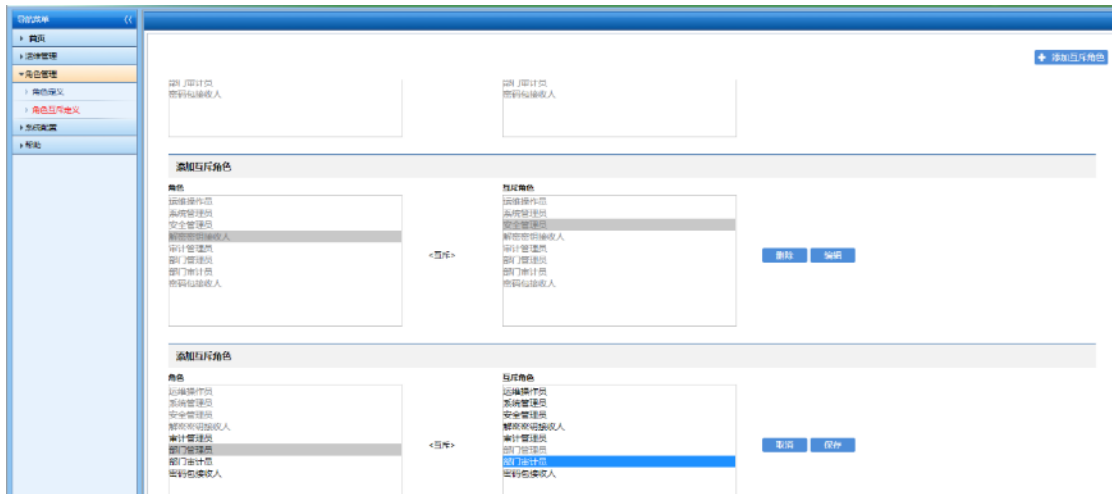 导航菜单
首页
运维管理
角色管理
角色定义
角色互斥定义
系统配置
帮助
添加互斥角色
部门审计员
密码包接收人
部门审计员
密码包接收人
添加互斥角色
角色
运维操作员
系统管理员
安全管理员
解密密钥接收人
审计管理员
部门管理员
部门审计员
密码包接收人
<互斥>
互斥角色
运维操作员
系统管理员
安全管理员
解密密钥接收人
审计管理员
部门管理员
部门审计员
密码包接收人
删除 编辑
添加互斥角色
角色
运维操作员
系统管理员
安全管理员
解密密钥接收人
审计管理员
部门管理员
部门审计员
密码包接收人
<互斥>
互斥角色
运维操作员
系统管理员
安全管理员
解密密钥接收人
审计管理员
部门管理员
部门审计员
密码包接收人
取消 保存